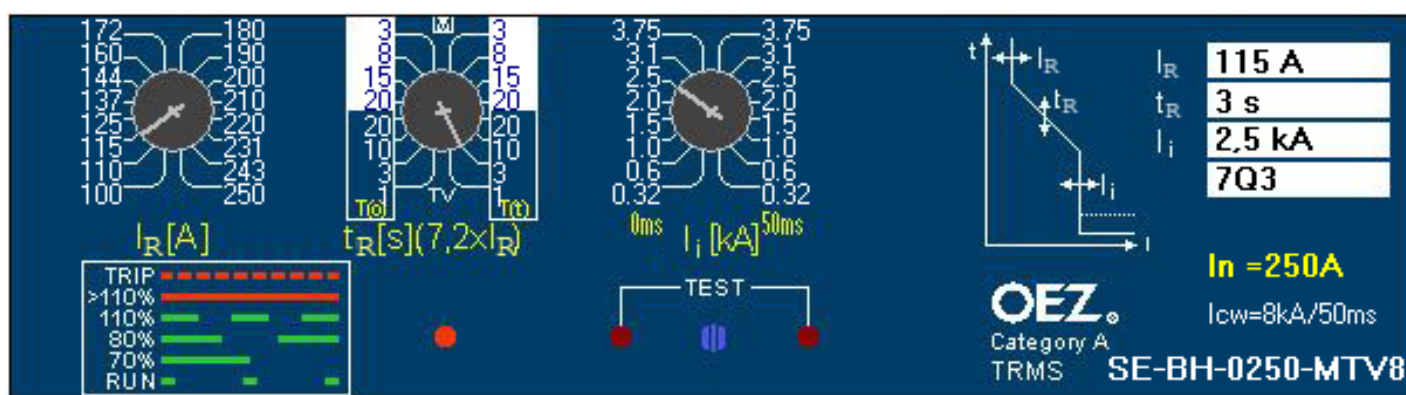 172 180
160 190
144 200
137 210
127 220
115 231
110 243
100 250
IR[A]
M
3 3
8 8
15 15
20 20
20 20
10 10
3 3
1 1
T(o) TV T(t)
tR[s](7,2xIR)
3.75 3.75
3.1 3.1
2.5 2.5
2.0 2.0
1.5 1.5
1.0 1.0
0.6 0.6
0.32 0.32
0ms Ii [kA] 50ms
t IR
tR
Ii
I
IR 115 A
tR 3 s
Ii 2,5 kA
7Q3
In =250A
Icw=8kA/50ms
TRIP
>110%
110%
80%
70%
RUN
TEST
OEZ
Category A
TRMS SE-BH-0250-MTV8